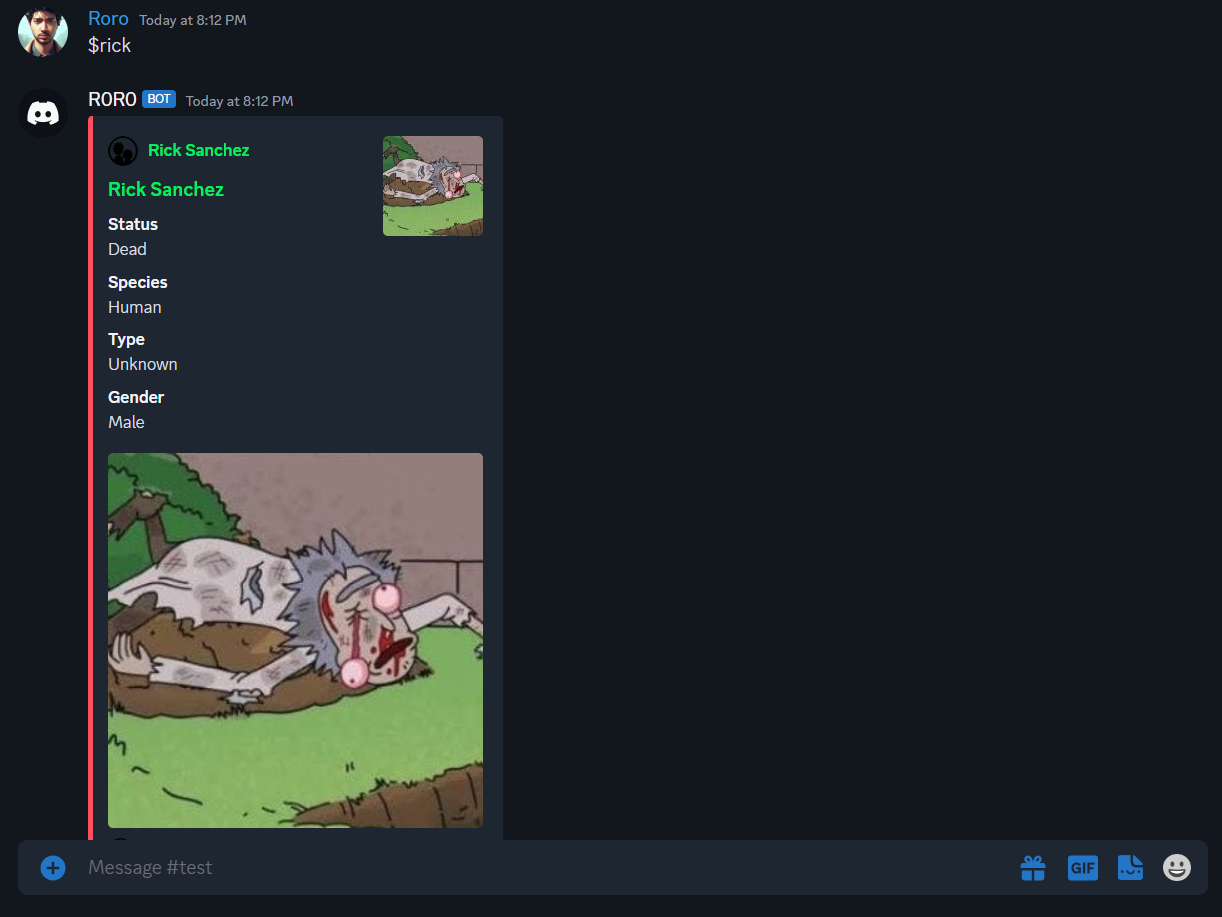 Roro Today at 8:12 PM
$rick
R0R0 BOT Today at 8:12 PM
Rick Sanchez
Rick Sanchez
Status
Dead
Species
Human
Type
Unknown
Gender
Male
Message #test
GIF